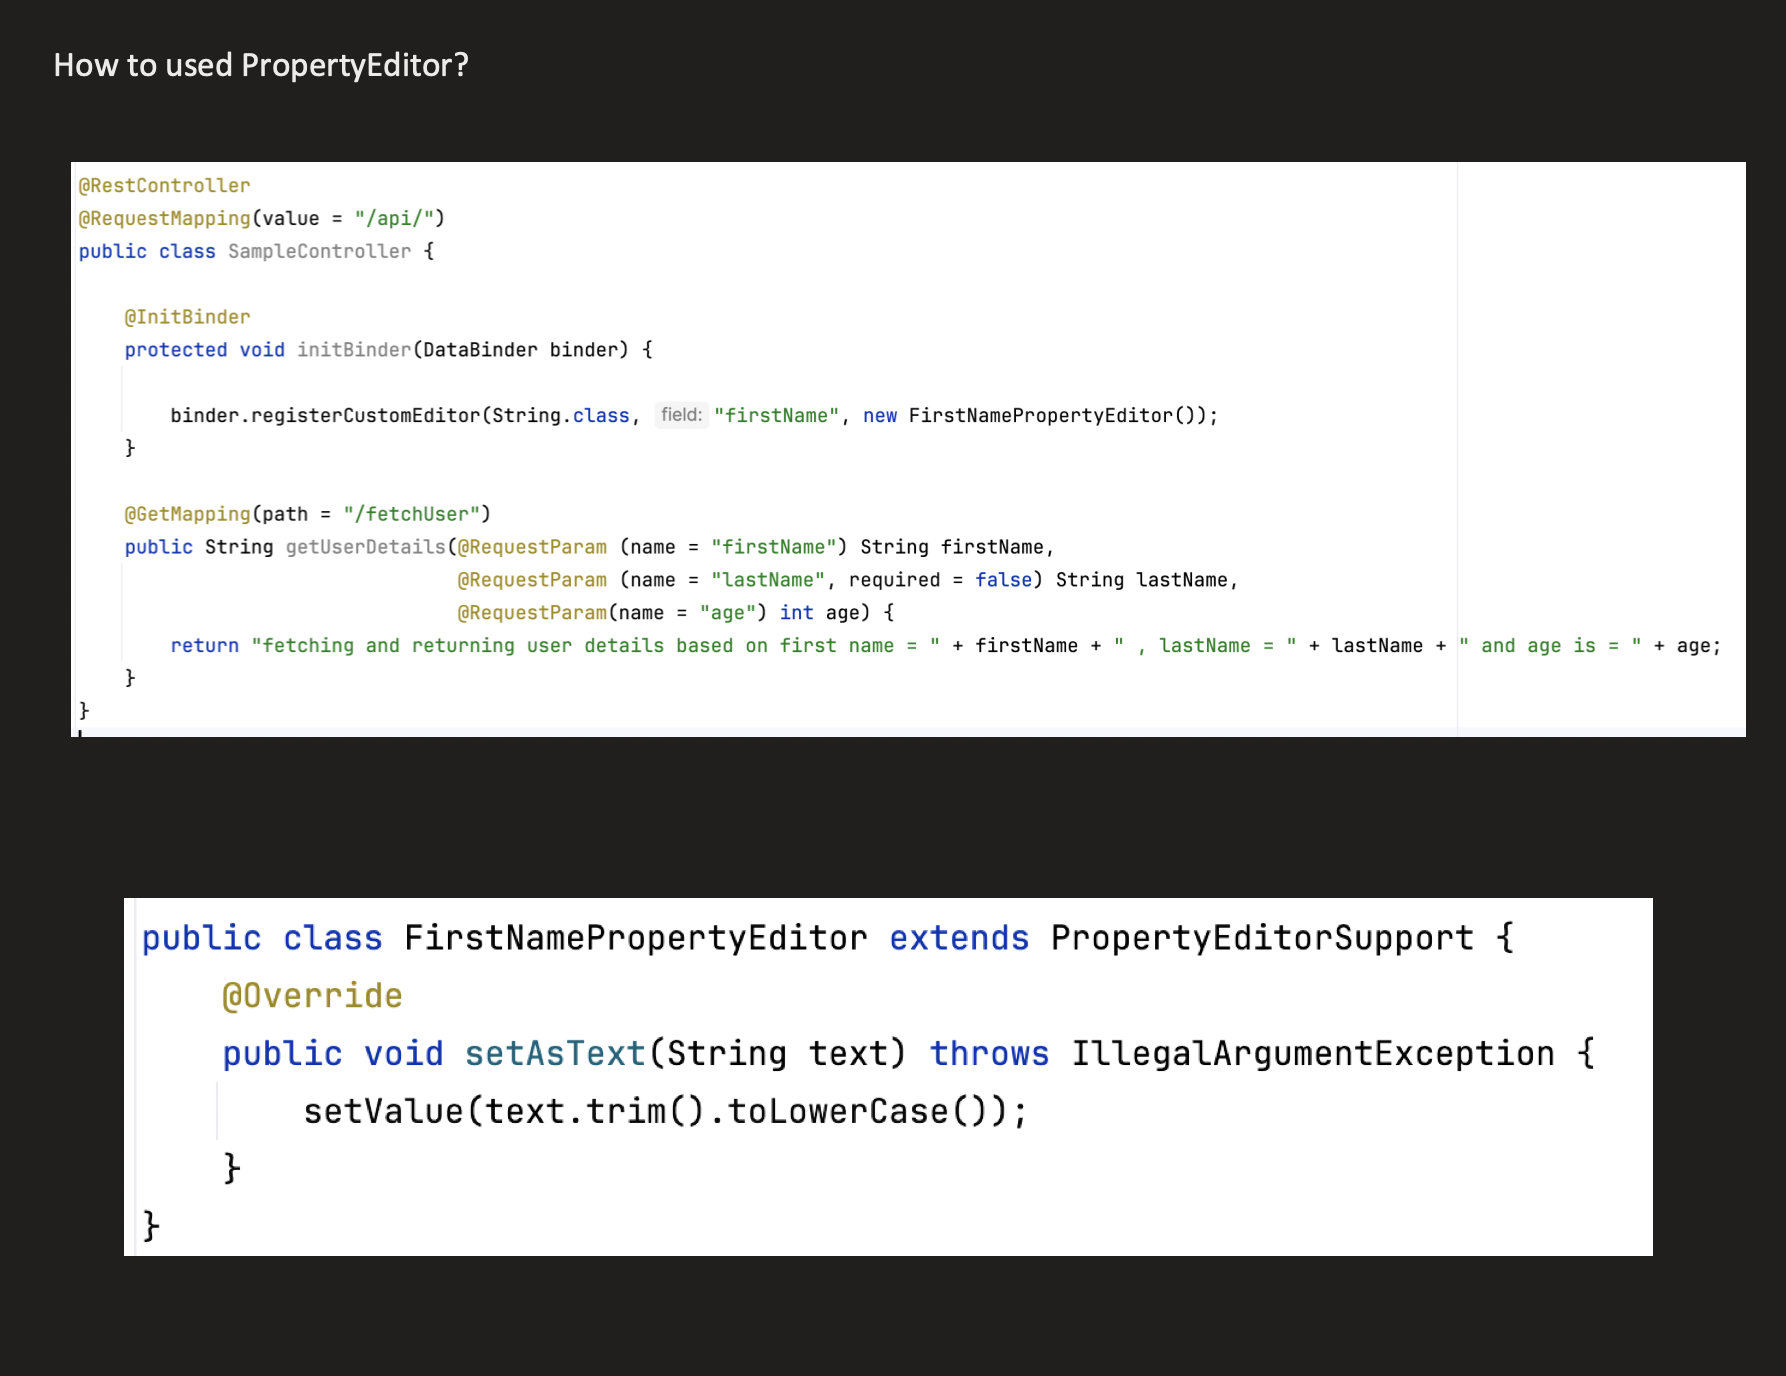 How to used PropertyEditor?
@RestController
@RequestMapping(value = "/api/")
public class SampleController {
@InitBinder
protected void initBinder(DataBinder binder) {
binder.registerCustomEditor(String.class, field: "firstName", new FirstNamePropertyEditor());
}
@GetMapping(path = "/fetchUser")
public String getUserDetails(@RequestParam (name = "firstName") String firstName,
@RequestParam (name = "lastName", required = false) String lastName,
@RequestParam(name = "age") int age) {
return "fetching and returning user details based on first name = " + firstName + " , lastName = " + lastName + " and age is = " + age;
}
}
public class FirstNamePropertyEditor extends PropertyEditorSupport {
@Override
public void setAsText(String text) throws IllegalArgumentException {
setValue(text.trim().toLowerCase());
}
}